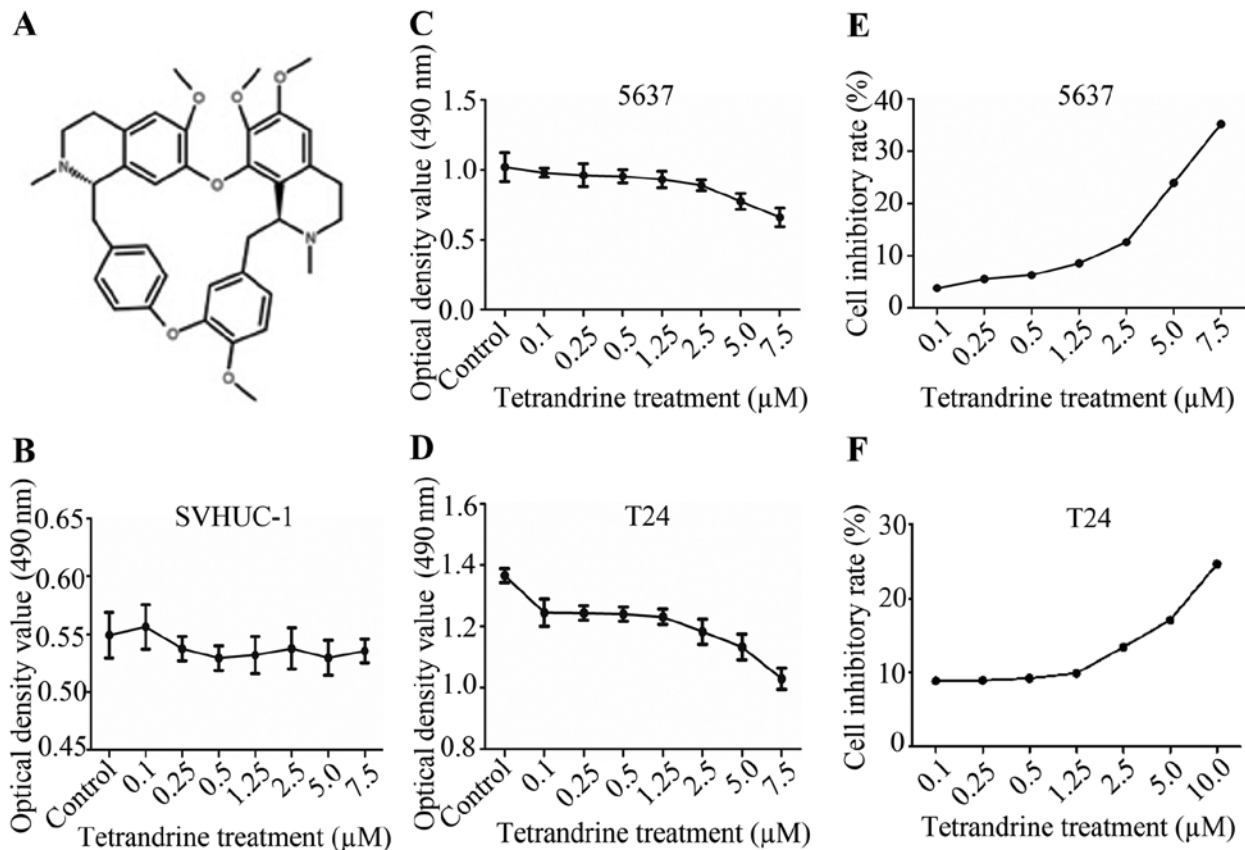 A
N
O
O
O
O
N
O
O
B
SVHUC-1
Optical density value (490 nm)
0.65
0.60
0.55
0.50
0.45
Control 0.1 0.25 0.5 1.25 2.5 5.0 7.5
Tetrandrine treatment (µM)
C
5637
Optical density value (490 nm)
1.5
1.0
0.5
0.0
Control 0.1 0.25 0.5 1.25 2.5 5.0 7.5
Tetrandrine treatment (µM)
D
T24
Optical density value (490 nm)
1.6
1.4
1.2
1.0
0.8
Control 0.1 0.25 0.5 1.25 2.5 5.0 7.5
Tetrandrine treatment (µM)
E
5637
Cell inhibitory rate (%)
40
30
20
10
0
0.1 0.25 0.5 1.25 2.5 5.0 7.5
Tetrandrine treatment (µM)
F
T24
Cell inhibitory rate (%)
30
20
10
0
0.1 0.25 0.5 1.25 2.5 5.0 10.0
Tetrandrine treatment (µM)